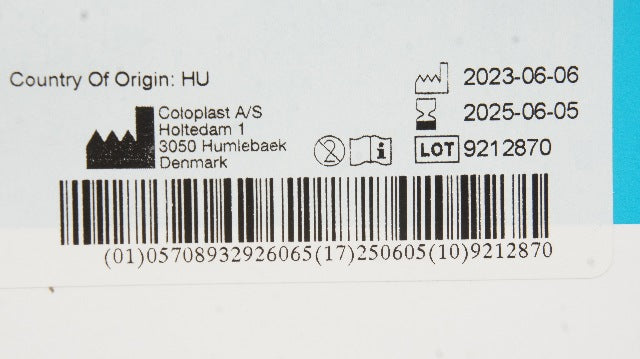 Country Of Origin: HU
2023-06-06
Coloplast A/S
Holtedam 1
3050 Humlebaek
Denmark
2025-06-05
2
i
LOT 9212870
(01)05708932926065(17)250605(10)9212870